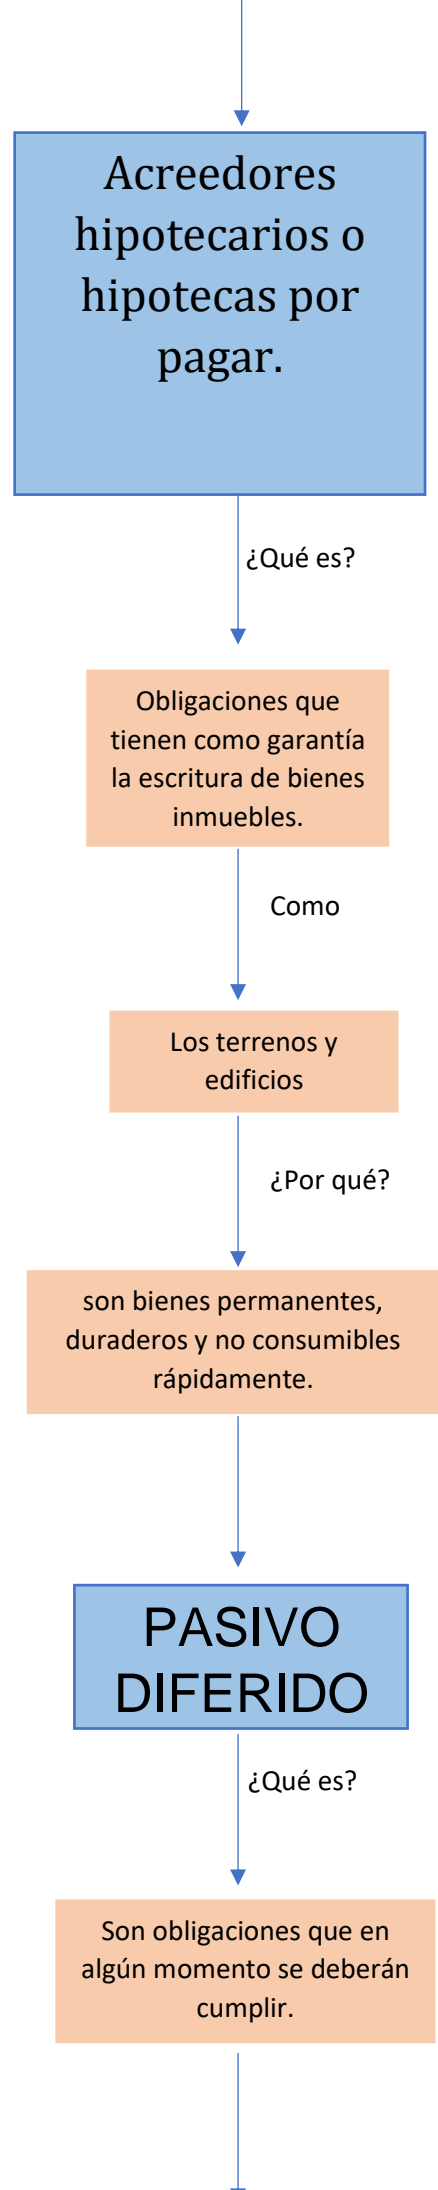 Acreedores
hipotecarios o
hipotecas por
pagar.
¿Qué es?
Obligaciones que
tienen como garantía
la escritura de bienes
inmuebles.
Como
Los terrenos y
edificios
¿Por qué?
son bienes permanentes,
duraderos y no consumibles
rápidamente.
PASIVO
DIFERIDO
¿Qué es?
Son obligaciones que en
algún momento se deberán
cumplir.